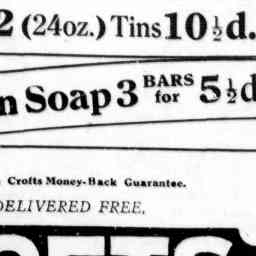 2 (24oz.) Tins 10½d.
n Soap 3 BARS for 5½d
Crofts Money-Back Guarantee.
DELIVERED FREE.